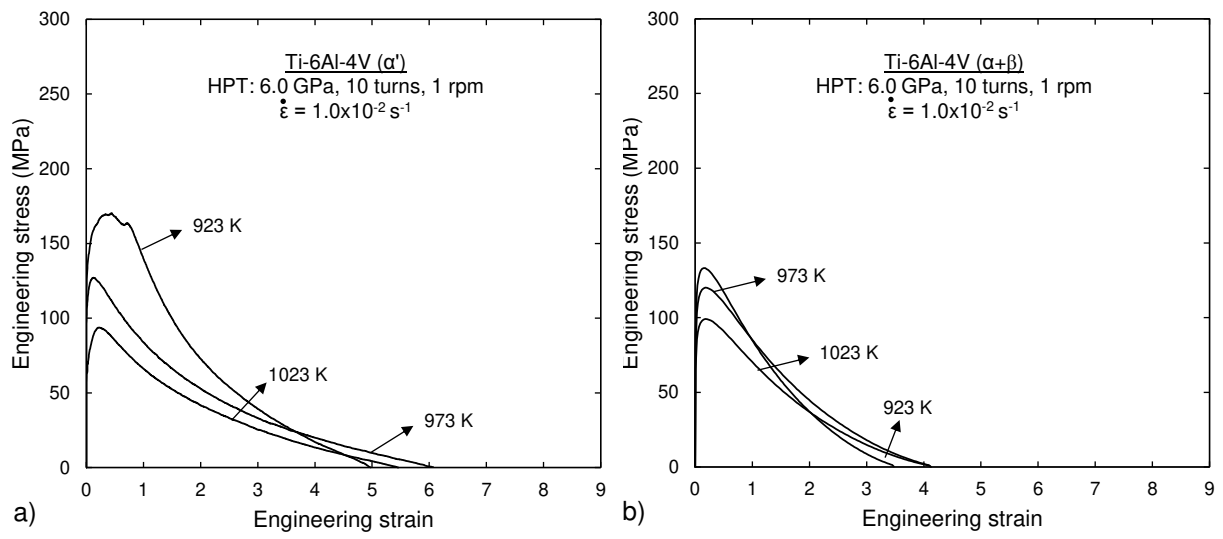 Ti-6Al-4V (α')
HPT: 6.0 GPa, 10 turns, 1 rpm
ε̇ = 1.0x10⁻² s⁻¹
Engineering stress (MPa)
300
250
200
150
100
50
0
923 K
1023 K
973 K
0 1 2 3 4 5 6 7 8 9
Engineering strain
a)
Ti-6Al-4V (α+β)
HPT: 6.0 GPa, 10 turns, 1 rpm
ε̇ = 1.0x10⁻² s⁻¹
Engineering stress (MPa)
300
250
200
150
100
50
0
973 K
1023 K
923 K
0 1 2 3 4 5 6 7 8 9
Engineering strain
b)